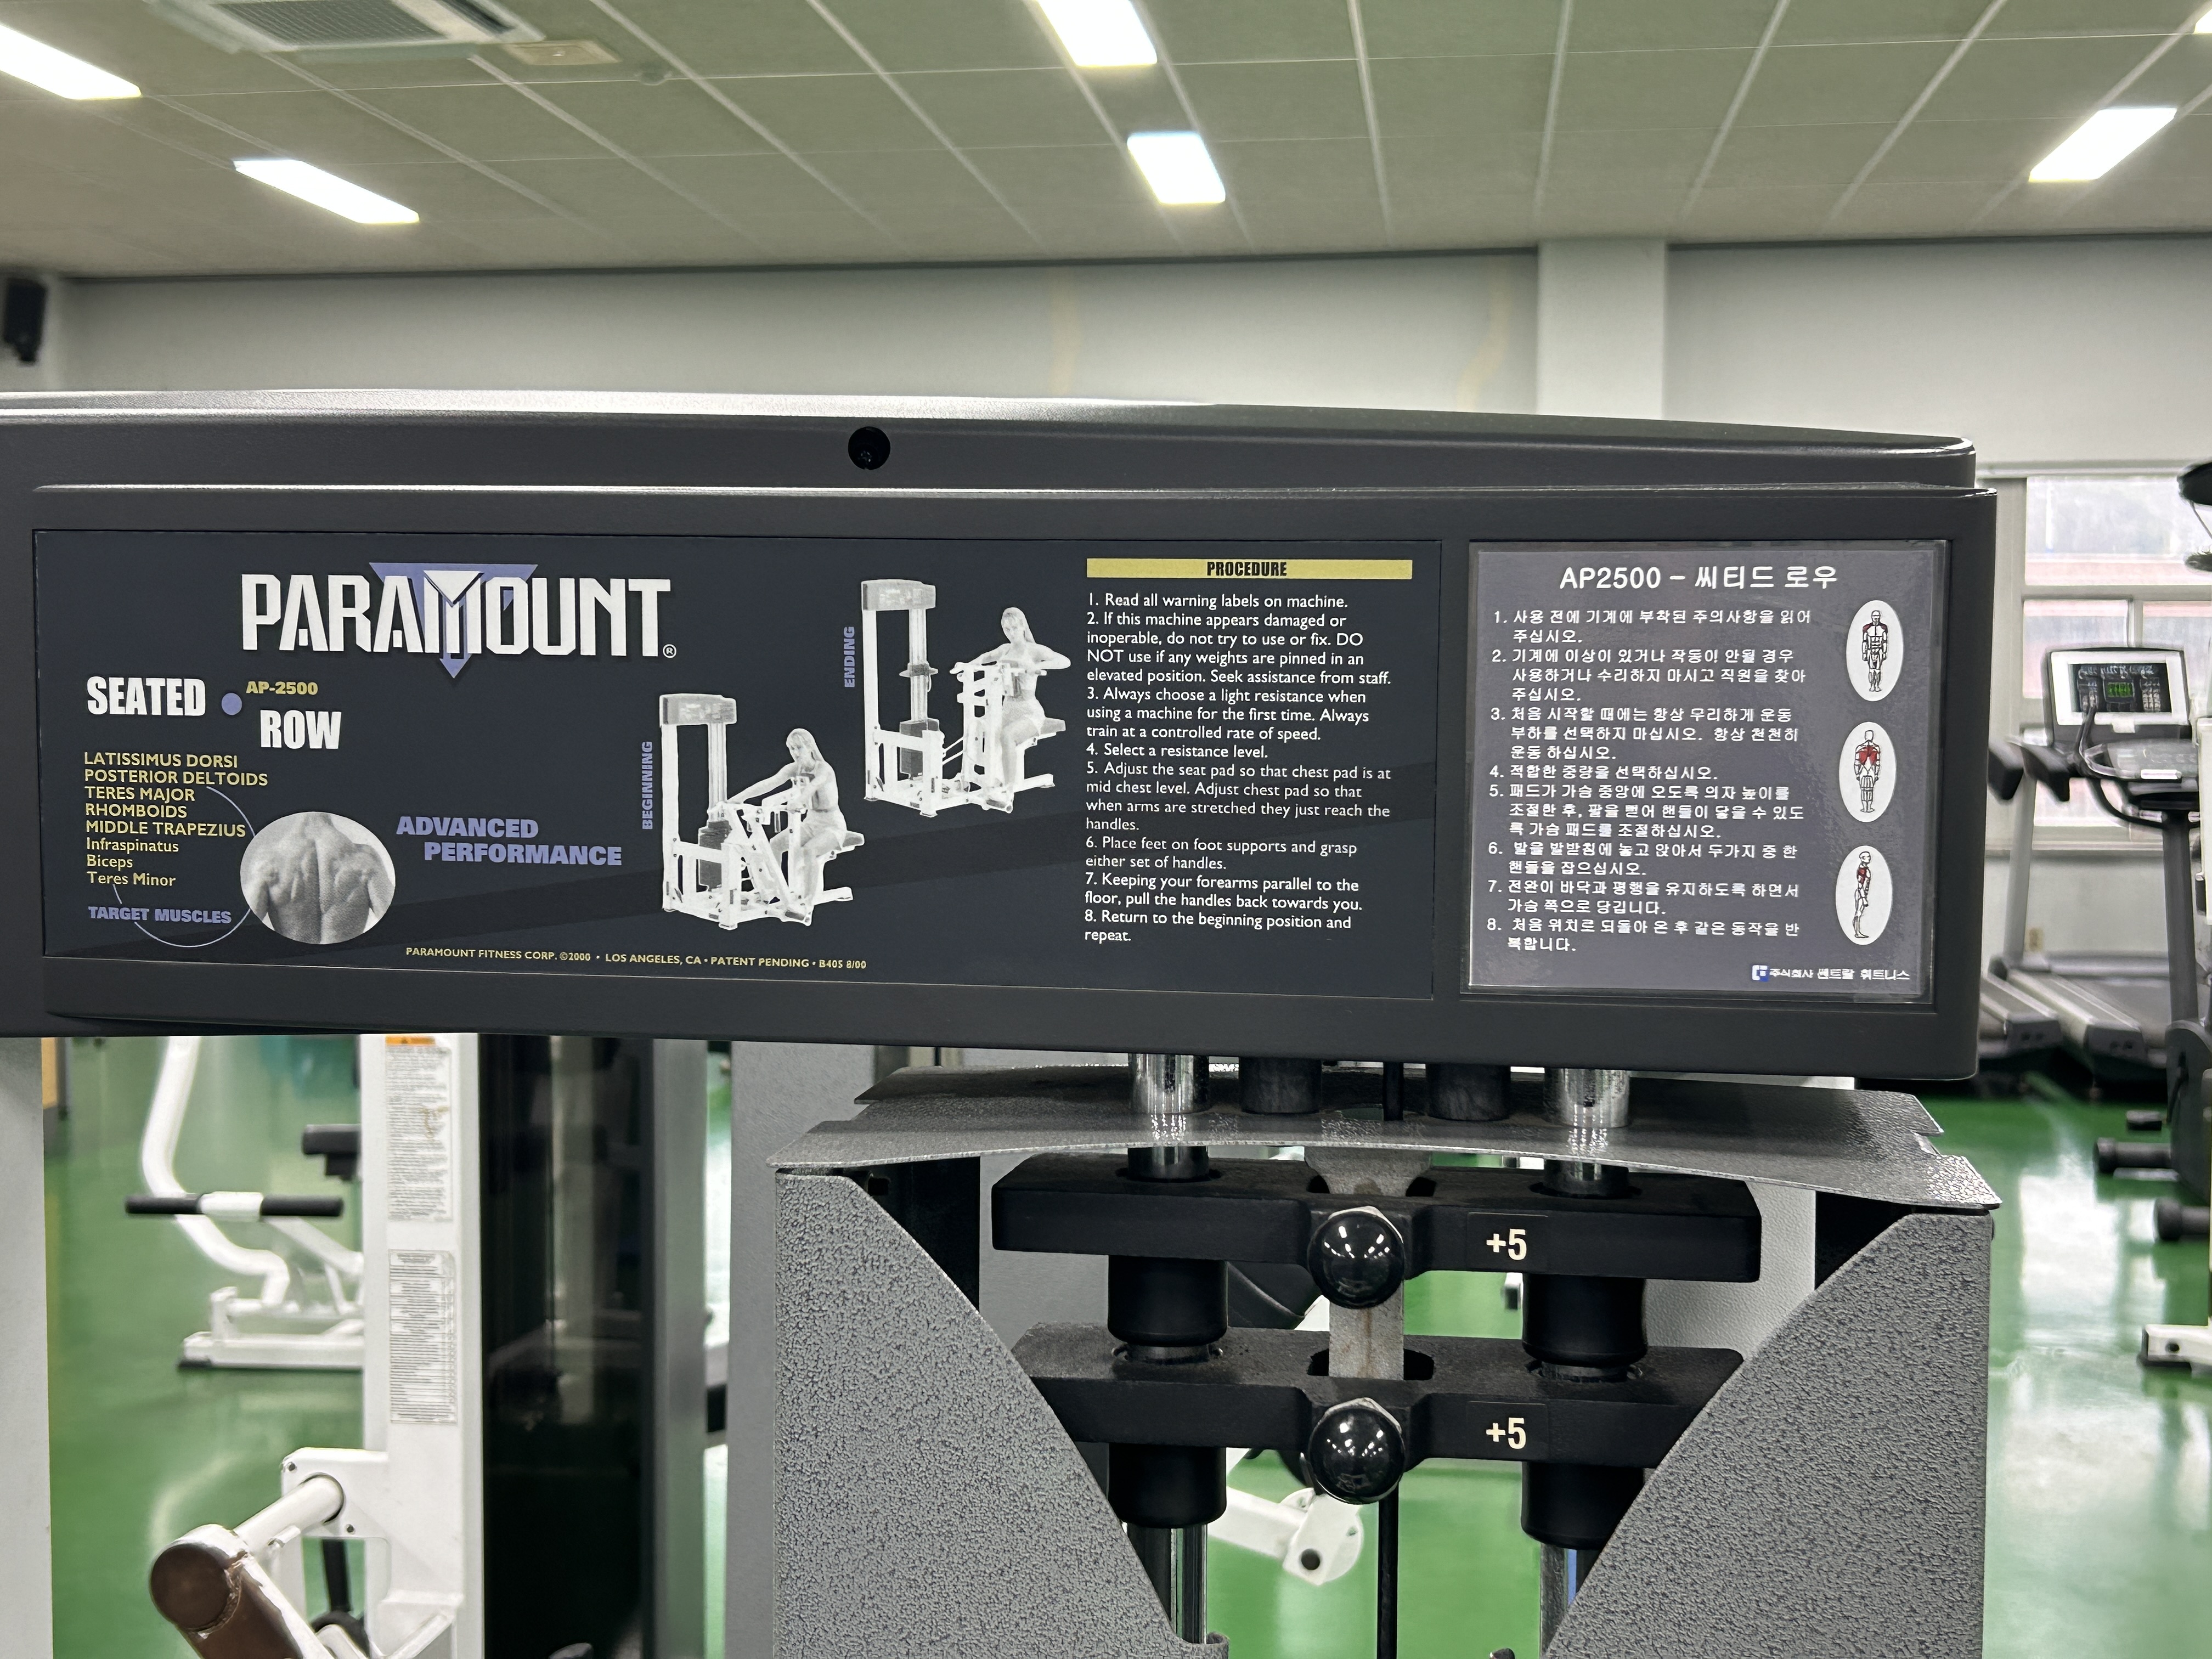 PARAMOUNT®
SEATED • AP-2500
ROW
LATISSIMUS DORSI
POSTERIOR DELTOIDS
TERES MAJOR
RHOMBOIDS
MIDDLE TRAPEZIUS
Infraspinatus
Biceps
Teres Minor
TARGET MUSCLES
ADVANCED
PERFORMANCE
PARAMOUNT FITNESS CORP. ©2000 • LOS ANGELES, CA • PATENT PENDING • B405 8/00
BEGINNING
ENDING
PROCEDURE
1. Read all warning labels on machine.
2. If this machine appears damaged or
inoperable, do not try to use or fix. DO
NOT use if any weights are pinned in an
elevated position. Seek assistance from staff.
3. Always choose a light resistance when
using a machine for the first time. Always
train at a controlled rate of speed.
4. Select a resistance level.
5. Adjust the seat pad so that chest pad is at
mid chest level. Adjust chest pad so that
when arms are stretched they just reach the
handles.
6. Place feet on foot supports and grasp
either set of handles.
7. Keeping your forearms parallel to the
floor, pull the handles back towards you.
8. Return to the beginning position and
repeat.
AP2500 – 씨티드 로우
1. 사용 전에 기계에 부착된 주의사항을 읽어
주십시오.
2. 기계에 이상이 있거나 작동이 안될 경우
사용하거나 수리하지 마시고 직원을 찾아
주십시오.
3. 처음 시작할 때에는 항상 무리하게 운동
부하를 선택하지 마십시오. 항상 천천히
운동 하십시오.
4. 적합한 중량을 선택하십시오.
5. 패드가 가슴 중앙에 오도록 의자 높이를
조절한 후, 팔을 뻗어 핸들이 닿을 수 있도
록 가슴 패드를 조절하십시오.
6. 발을 발받침에 놓고 앉아서 두가지 중 한
핸들을 잡으십시오.
7. 전완이 바닥과 평행을 유지하도록 하면서
가슴 쪽으로 당깁니다.
8. 처음 위치로 되돌아 온 후 같은 동작을 반
복합니다.
주식회사 쎈트랄 휘트니스
+5
+5